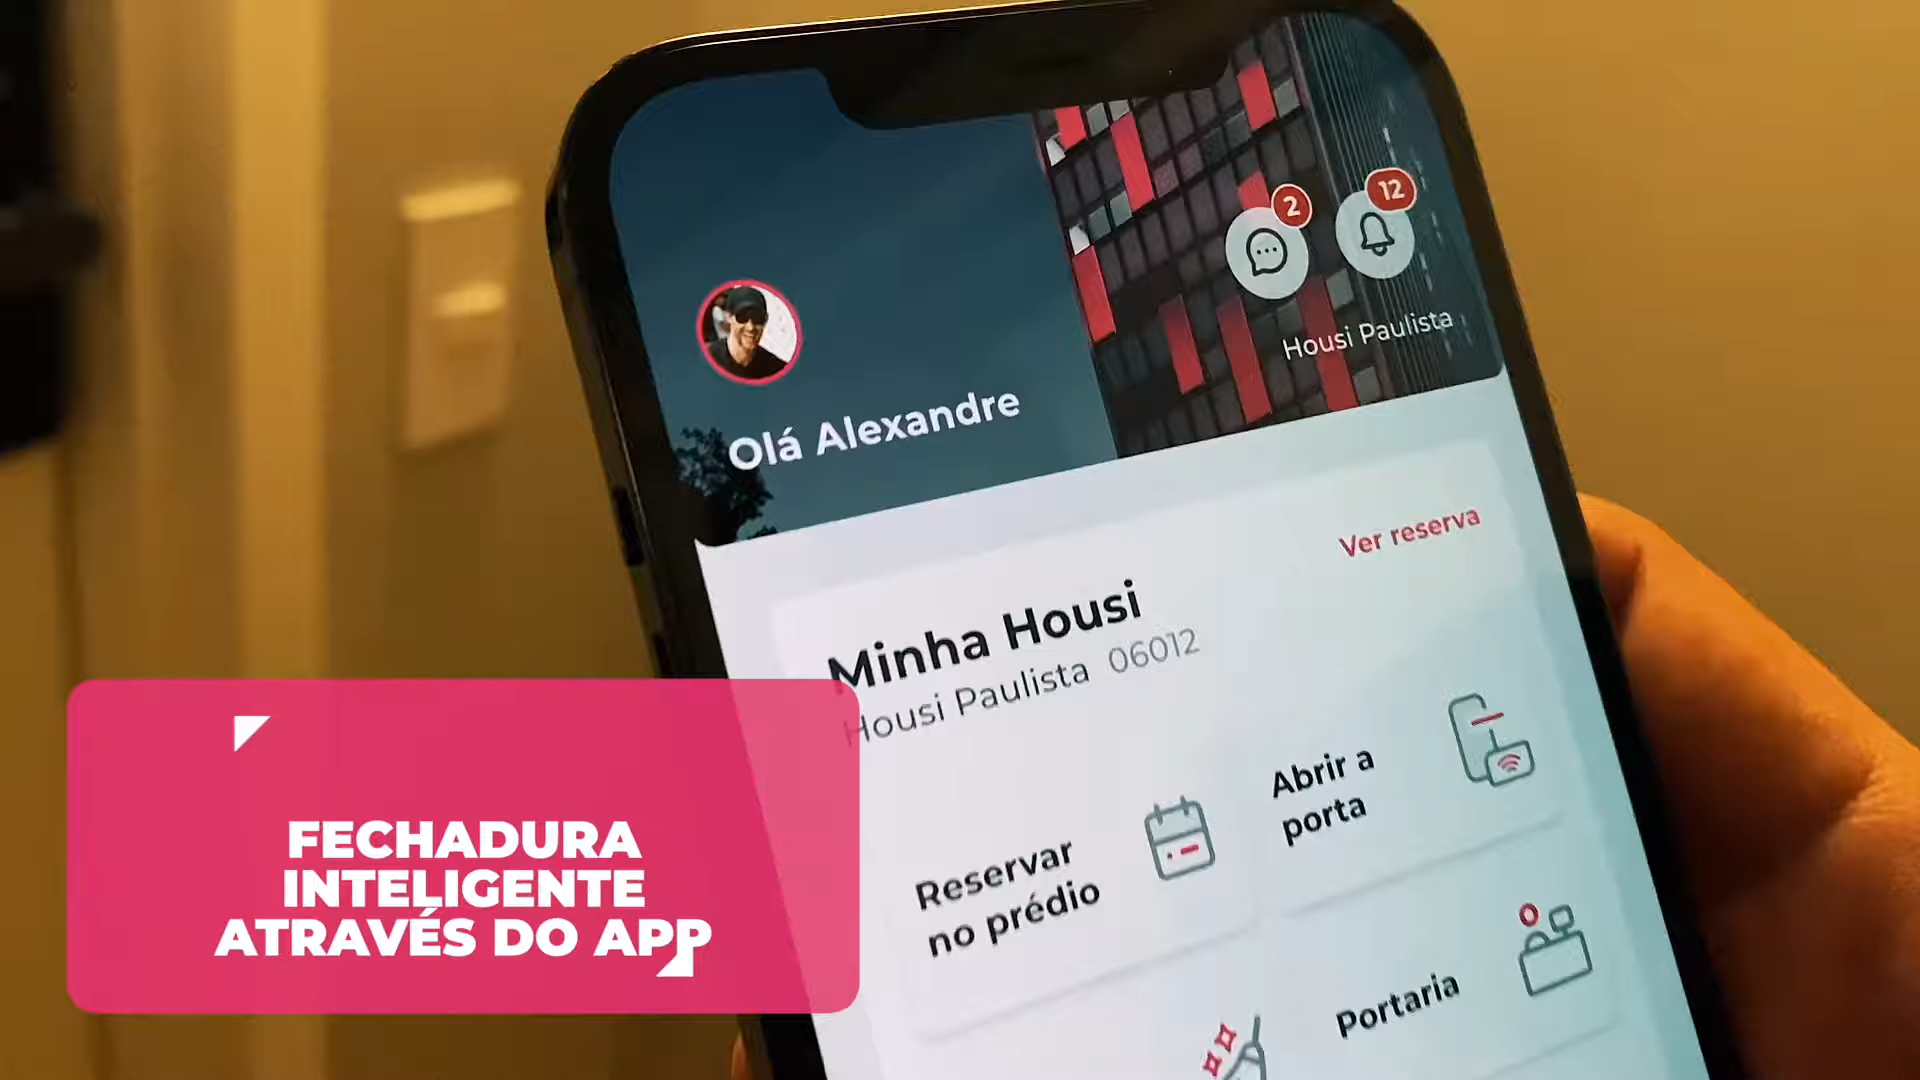 2
12
Housi Paulista
Olá Alexandre
Ver reserva
Minha Housi
Housi Paulista 06012
Abrir a
porta
Reservar
no prédio
Portaria
FECHADURA
INTELIGENTE
ATRAVÉS DO APP